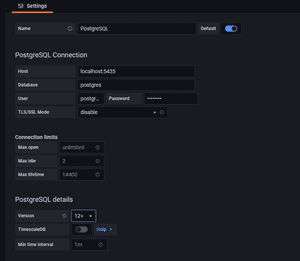 Settings
Name PostgreSQL Default
PostgreSQL Connection
Host localhost:5435
Database postgres
User postgr... Password ••••••••
TLS/SSL Mode disable
Connection limits
Max open unlimited
Max idle 2
Max lifetime 14400
PostgreSQL details
Version 12+
TimescaleDB Help ›
Min time interval 1m